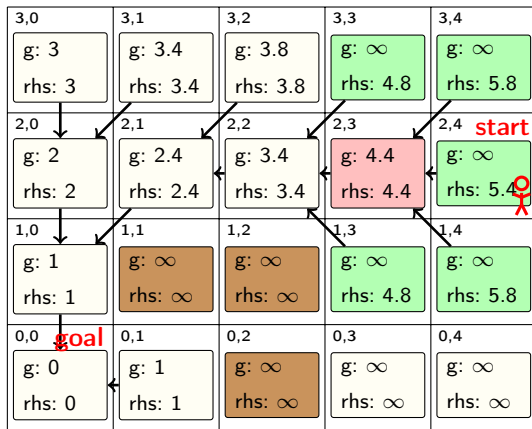 3,0 3,1 3,2 3,3 3,4
g: 3 g: 3.4 g: 3.8 g: ∞ g: ∞
rhs: 3 rhs: 3.4 rhs: 3.8 rhs: 4.8 rhs: 5.8
2,0 2,1 2,2 2,3 2,4 start
g: 2 g: 2.4 g: 3.4 g: 4.4 g: ∞
rhs: 2 rhs: 2.4 rhs: 3.4 rhs: 4.4 rhs: 5.4
1,0 1,1 1,2 1,3 1,4
g: 1 g: ∞ g: ∞ g: ∞ g: ∞
rhs: 1 rhs: ∞ rhs: ∞ rhs: 4.8 rhs: 5.8
0,0 goal 0,1 0,2 0,3 0,4
g: 0 g: 1 g: ∞ g: ∞ g: ∞
rhs: 0 rhs: 1 rhs: ∞ rhs: ∞ rhs: ∞